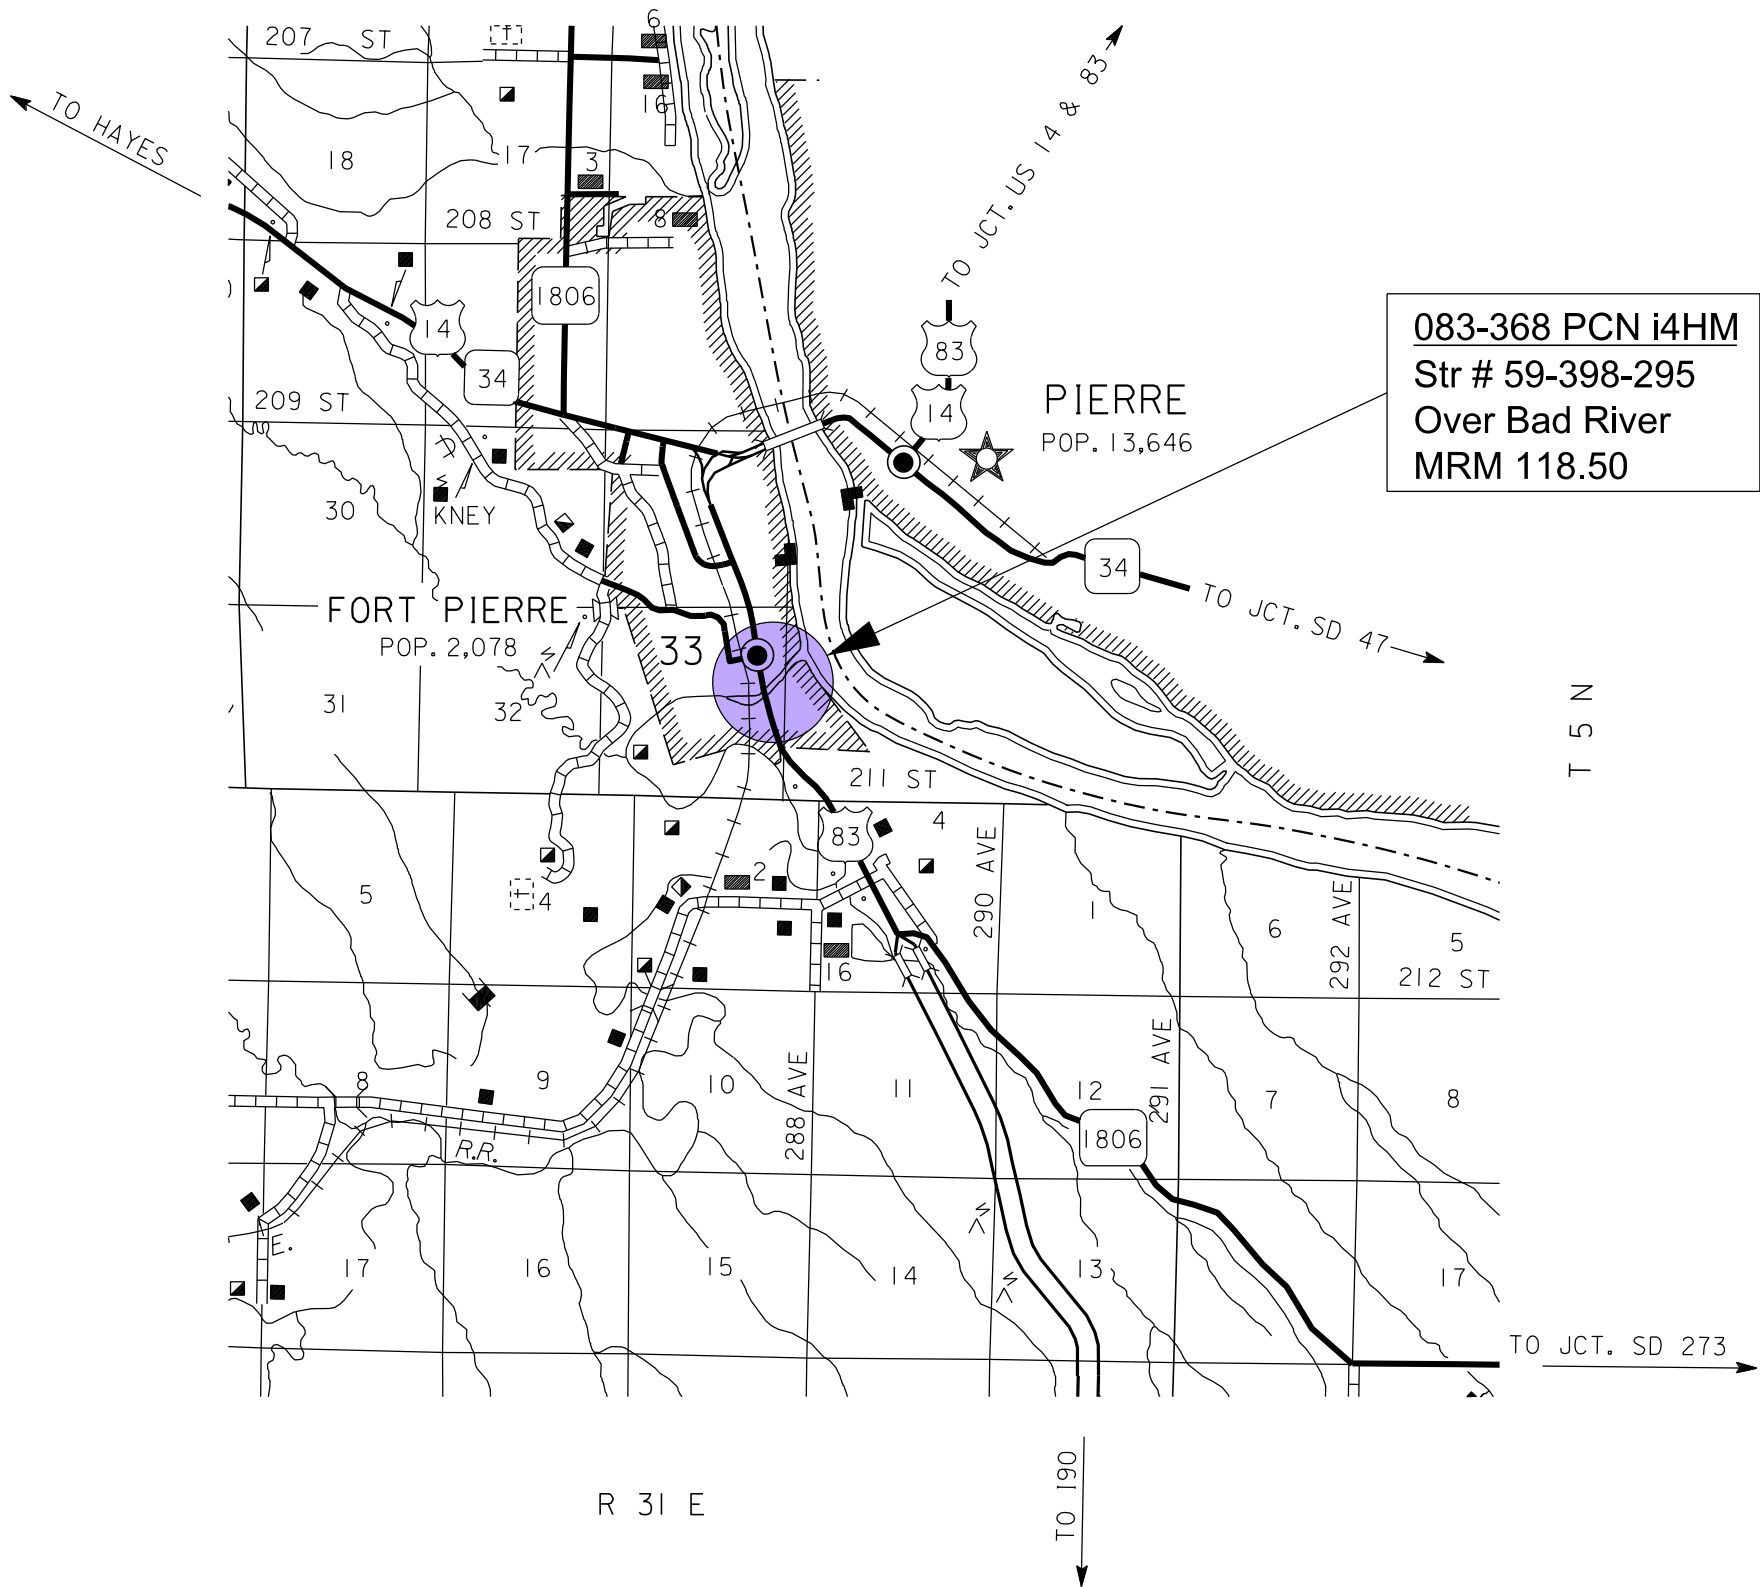 6
207 ST
TO HAYES
16
18
17
3
208 ST
8
TO JCT. US 14 & 83
1806
14
83
083-368 PCN i4HM
Str # 59-398-295
Over Bad River
MRM 118.50
34
14
209 ST
PIERRE
POP. 13,646
30
KNEY
34
TO JCT. SD 47
FORT PIERRE
POP. 2,078
33
31
32
T 5 N
211 ST
83
4
290 AVE
5
4
2
1
292 AVE
6
5
16
212 ST
8
9
10
288 AVE
11
12
291 AVE
7
8
1806
R.R.
E.
17
16
15
14
13
17
TO JCT. SD 273
TO I90
R 31 E